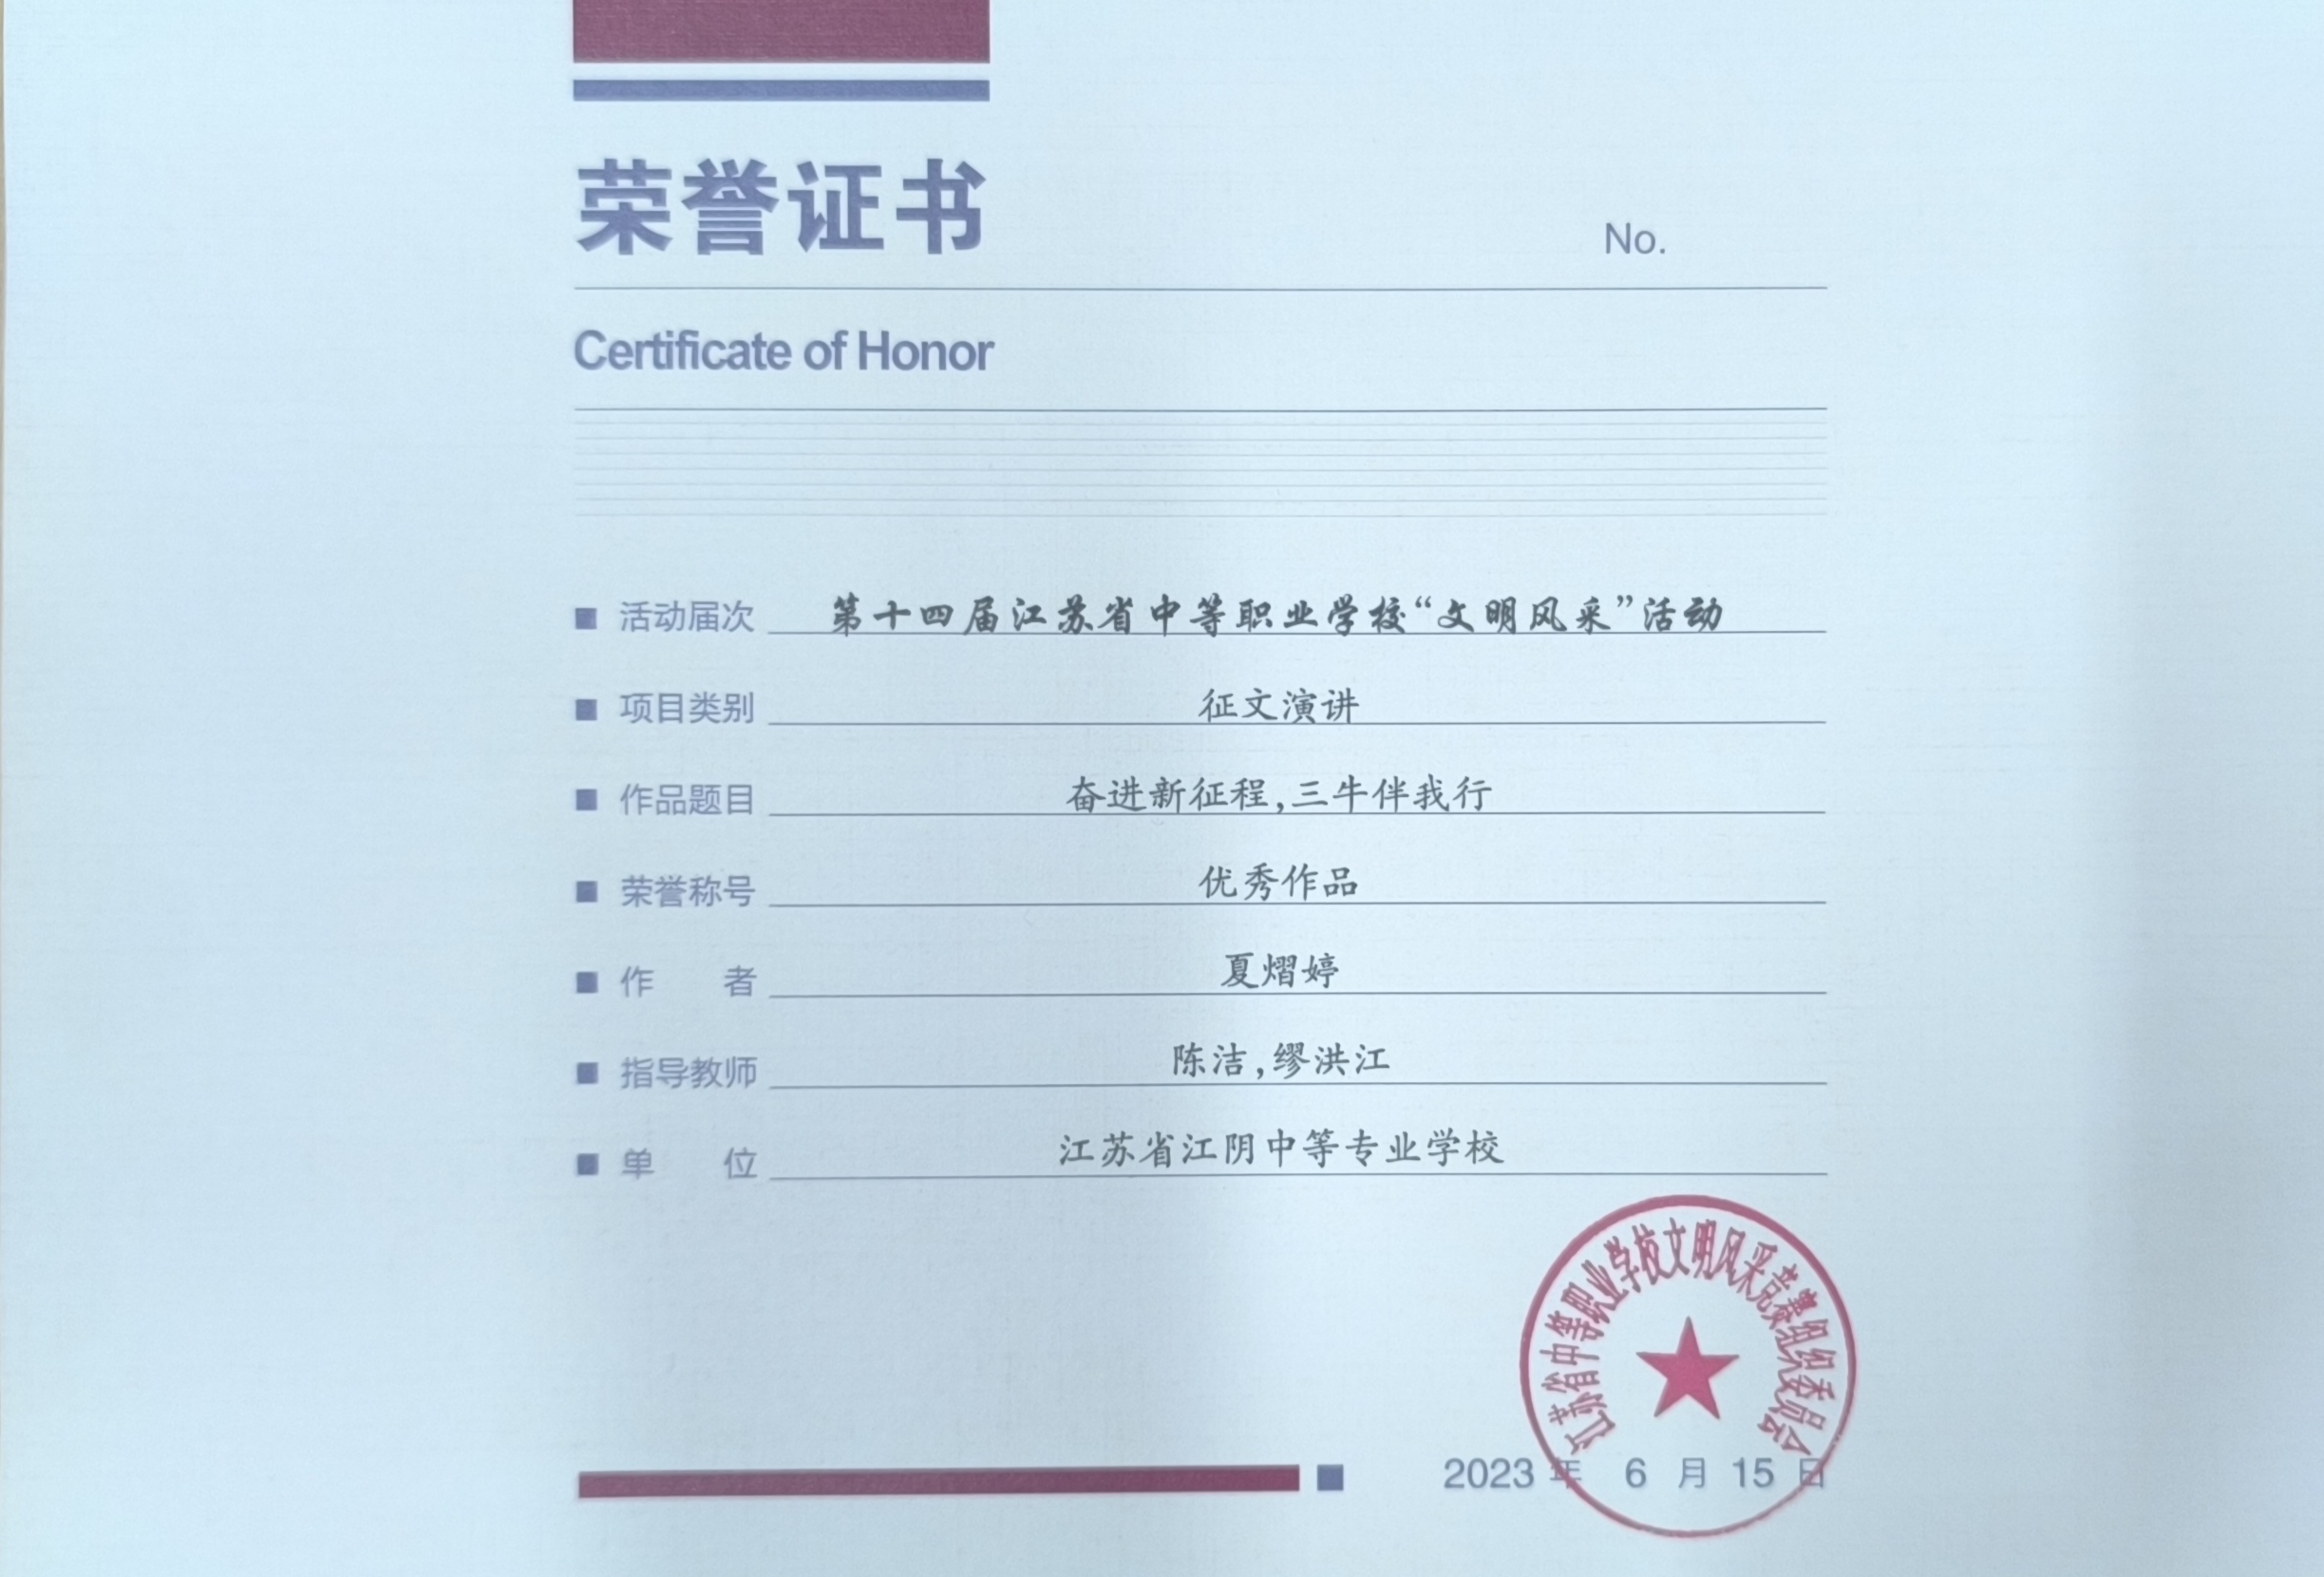 荣誉证书
No.
Certificate of Honor
活动届次 第十四届江苏省中等职业学校“文明风采”活动
项目类别 征文演讲
作品题目 奋进新征程,三牛伴我行
荣誉称号 优秀作品
作 者 夏熠婷
指导教师 陈洁,缪洪江
单 位 江苏省江阴中等专业学校
江苏省中等职业学校文明风采竞赛组织委员会
2023 年 6 月 15 日